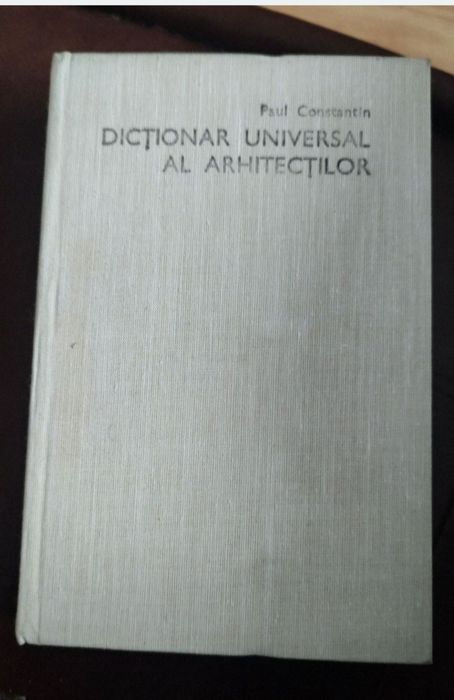 Paul Constantin
DICȚIONAR UNIVERSAL
AL ARHITECȚILOR